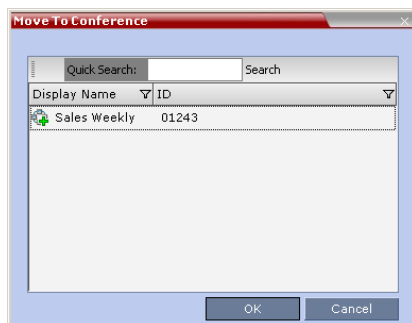 Move To Conference
Quick Search: Search
Display Name ID
Sales Weekly 01243
OK Cancel